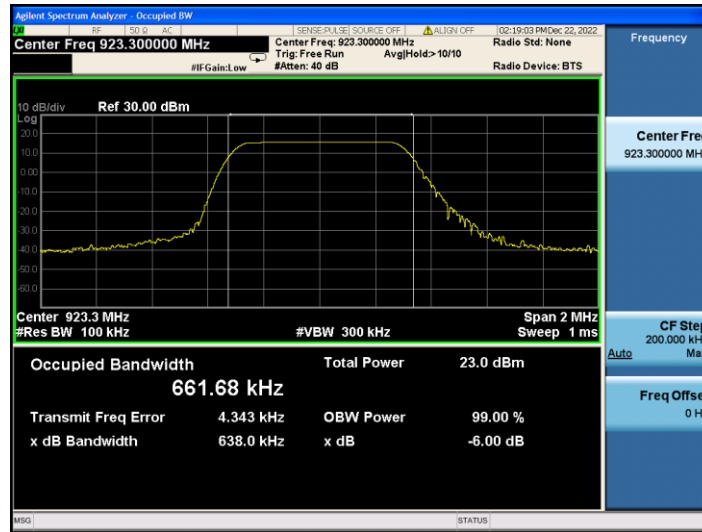 Agilent Spectrum Analyzer - Occupied BW
LXI RF 50 Ω AC SENSE:PULSE SOURCE OFF ALIGN OFF 02:19:03 PM Dec 22, 2022
Center Freq 923.300000 MHz
Center Freq: 923.300000 MHz
Radio Std: None
Trig: Free Run Avg|Hold:>10/10
#IFGain:Low
#Atten: 40 dB
Radio Device: BTS
Frequency
10 dB/div Ref 30.00 dBm
Log
20.0
10.0
0.00
-10.0
-20.0
-30.0
-40.0
-50.0
-60.0
Center 923.3 MHz Span 2 MHz
#Res BW 100 kHz #VBW 300 kHz Sweep 1 ms
Occupied Bandwidth Total Power 23.0 dBm
661.68 kHz
Transmit Freq Error 4.343 kHz OBW Power 99.00 %
x dB Bandwidth 638.0 kHz x dB -6.00 dB
Center Fre
923.300000 MH
CF Step
200.000 kH
Auto Ma
Freq Offse
0 H
MSG STATUS